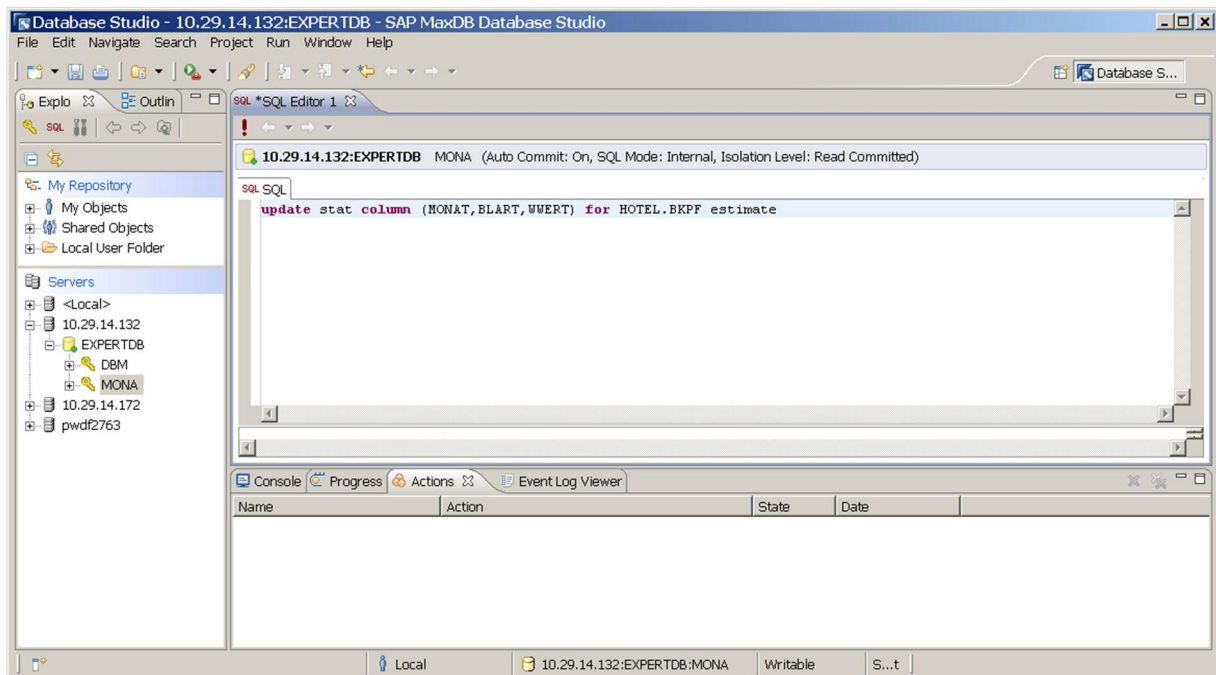 Database Studio - 10.29.14.132:EXPERTDB - SAP MaxDB Database Studio
File Edit Navigate Search Project Run Window Help
Database S...
Explo Outlin
SQL *SQL Editor 1
SQL
10.29.14.132:EXPERTDB MONA (Auto Commit: On, SQL Mode: Internal, Isolation Level: Read Committed)
My Repository
My Objects
Shared Objects
Local User Folder
SQL SQL
update stat column (MONAT,BLART,WWERT) for HOTEL.BKPF estimate
Servers
<Local>
10.29.14.132
EXPERTDB
DBM
MONA
10.29.14.172
pwdf2763
Console Progress Actions Event Log Viewer
Name Action State Date
Local 10.29.14.132:EXPERTDB:MONA Writable S...t